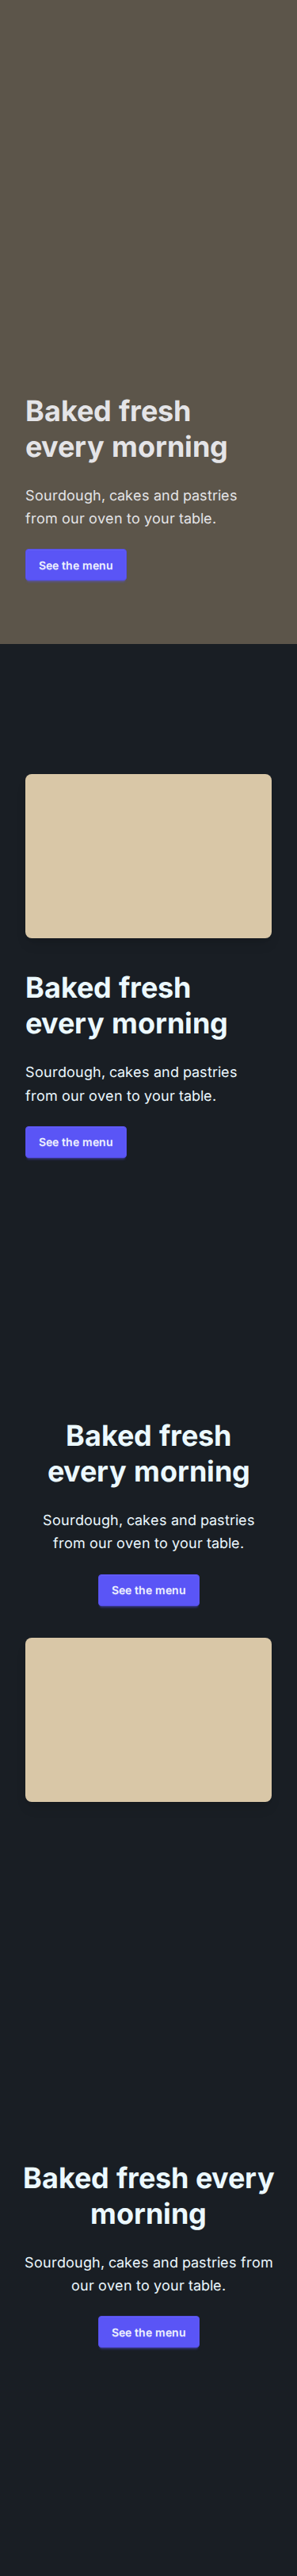 Baked fresh
every morning
Sourdough, cakes and pastries
from our oven to your table.
See the menu
Baked fresh
every morning
Sourdough, cakes and pastries
from our oven to your table.
See the menu
Baked fresh
every morning
Sourdough, cakes and pastries
from our oven to your table.
See the menu
Baked fresh every
morning
Sourdough, cakes and pastries from
our oven to your table.
See the menu